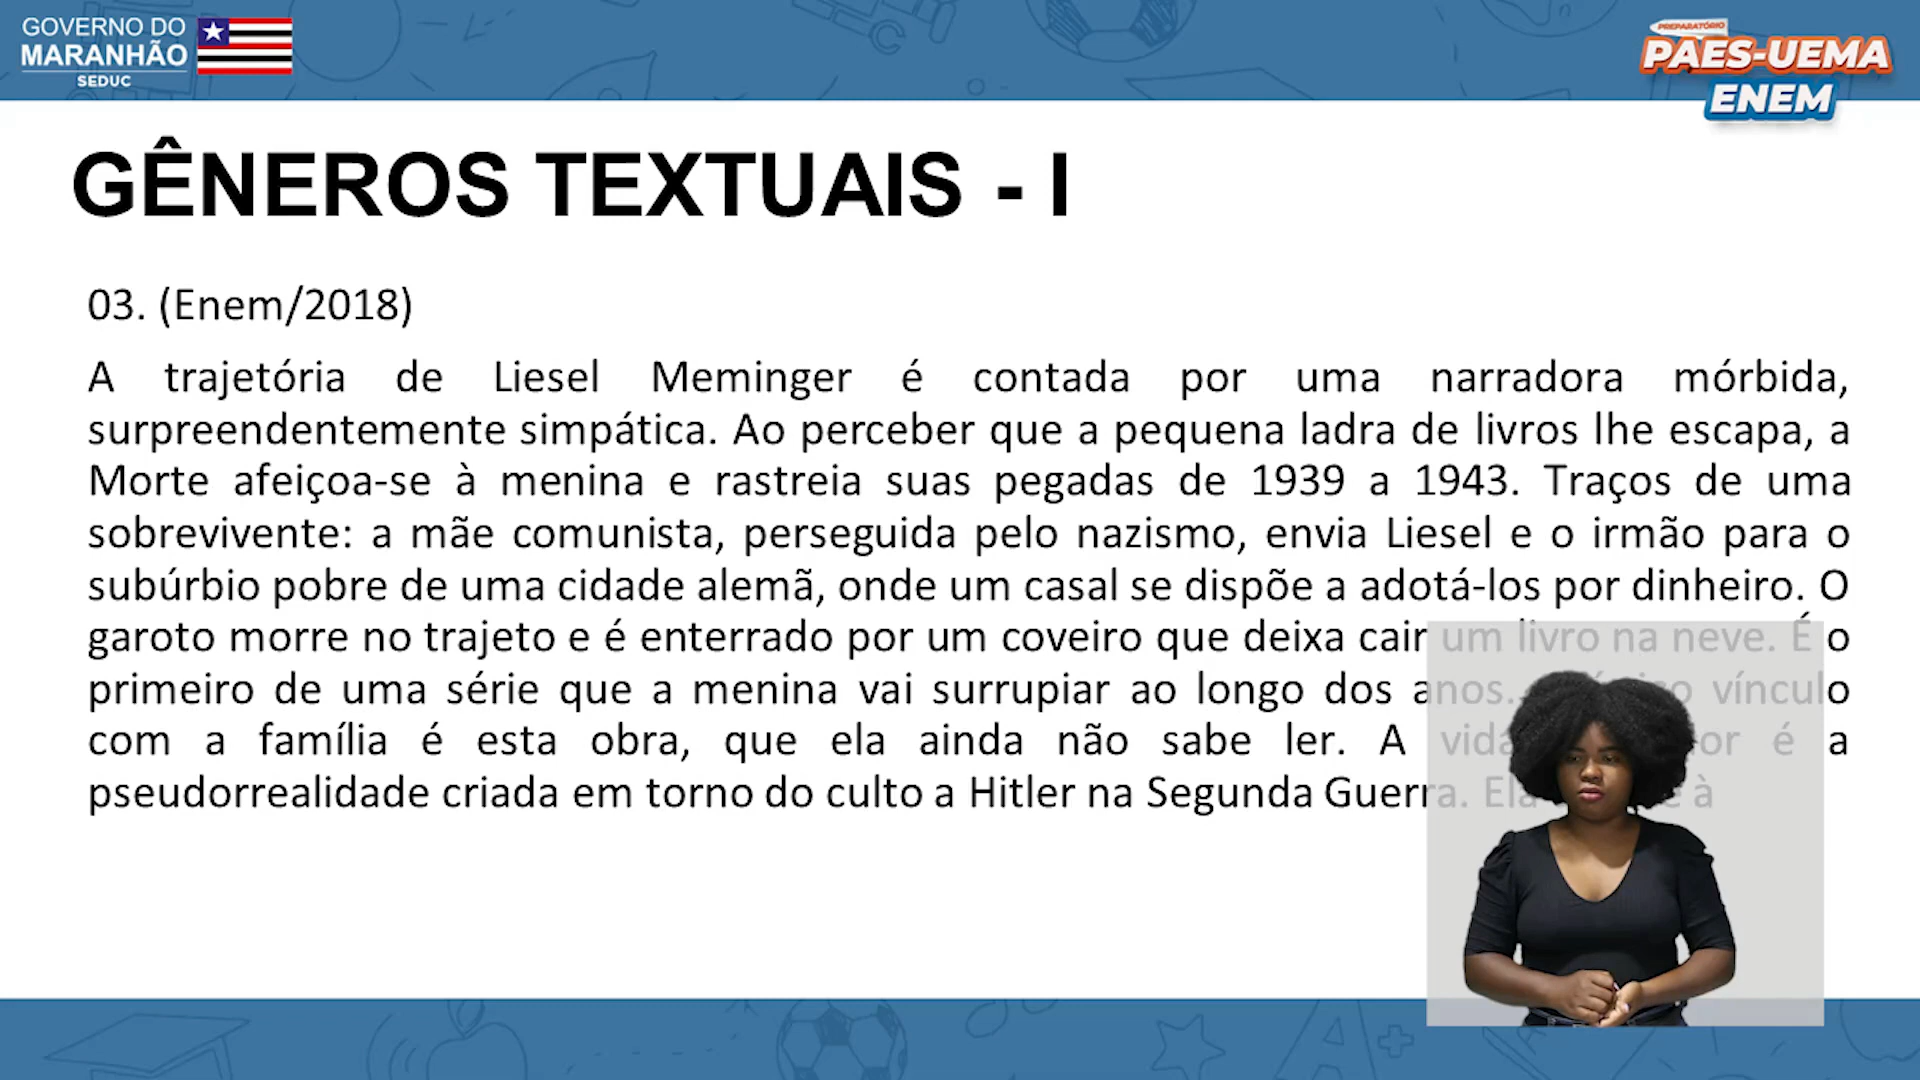 GOVERNO DO
MARANHÃO
SEDUC
PREPARATÓRIO
PAES-UEMA
ENEM
GÊNEROS TEXTUAIS - I
03. (Enem/2018)
A trajetória de Liesel Meminger é contada por uma narradora mórbida,
surpreendentemente simpática. Ao perceber que a pequena ladra de livros lhe escapa, a
Morte afeiçoa-se à menina e rastreia suas pegadas de 1939 a 1943. Traços de uma
sobrevivente: a mãe comunista, perseguida pelo nazismo, envia Liesel e o irmão para o
subúrbio pobre de uma cidade alemã, onde um casal se dispõe a adotá-los por dinheiro. O
garoto morre no trajeto e é enterrado por um coveiro que deixa cair um livro na neve. É o
primeiro de uma série que a menina vai surrupiar ao longo dos anos. vínculo
com a família é esta obra, que ela ainda não sabe ler. A é a
pseudorrealidade criada em torno do culto a Hitler na Segunda Guerra. Ela à
A+